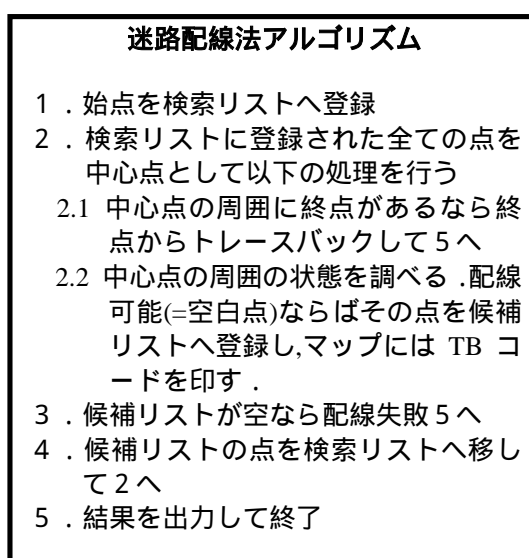 迷路配線法アルゴリズム
1．始点を検索リストへ登録
2．検索リストに登録された全ての点を
中心点として以下の処理を行う
2.1 中心点の周囲に終点があるなら終
点からトレースバックして5へ
2.2 中心点の周囲の状態を調べる．配線
可能(=空白点)ならばその点を候補
リストへ登録し,マップには TB コ
ードを印す．
3．候補リストが空なら配線失敗5へ
4．候補リストの点を検索リストへ移し
て2へ
5．結果を出力して終了